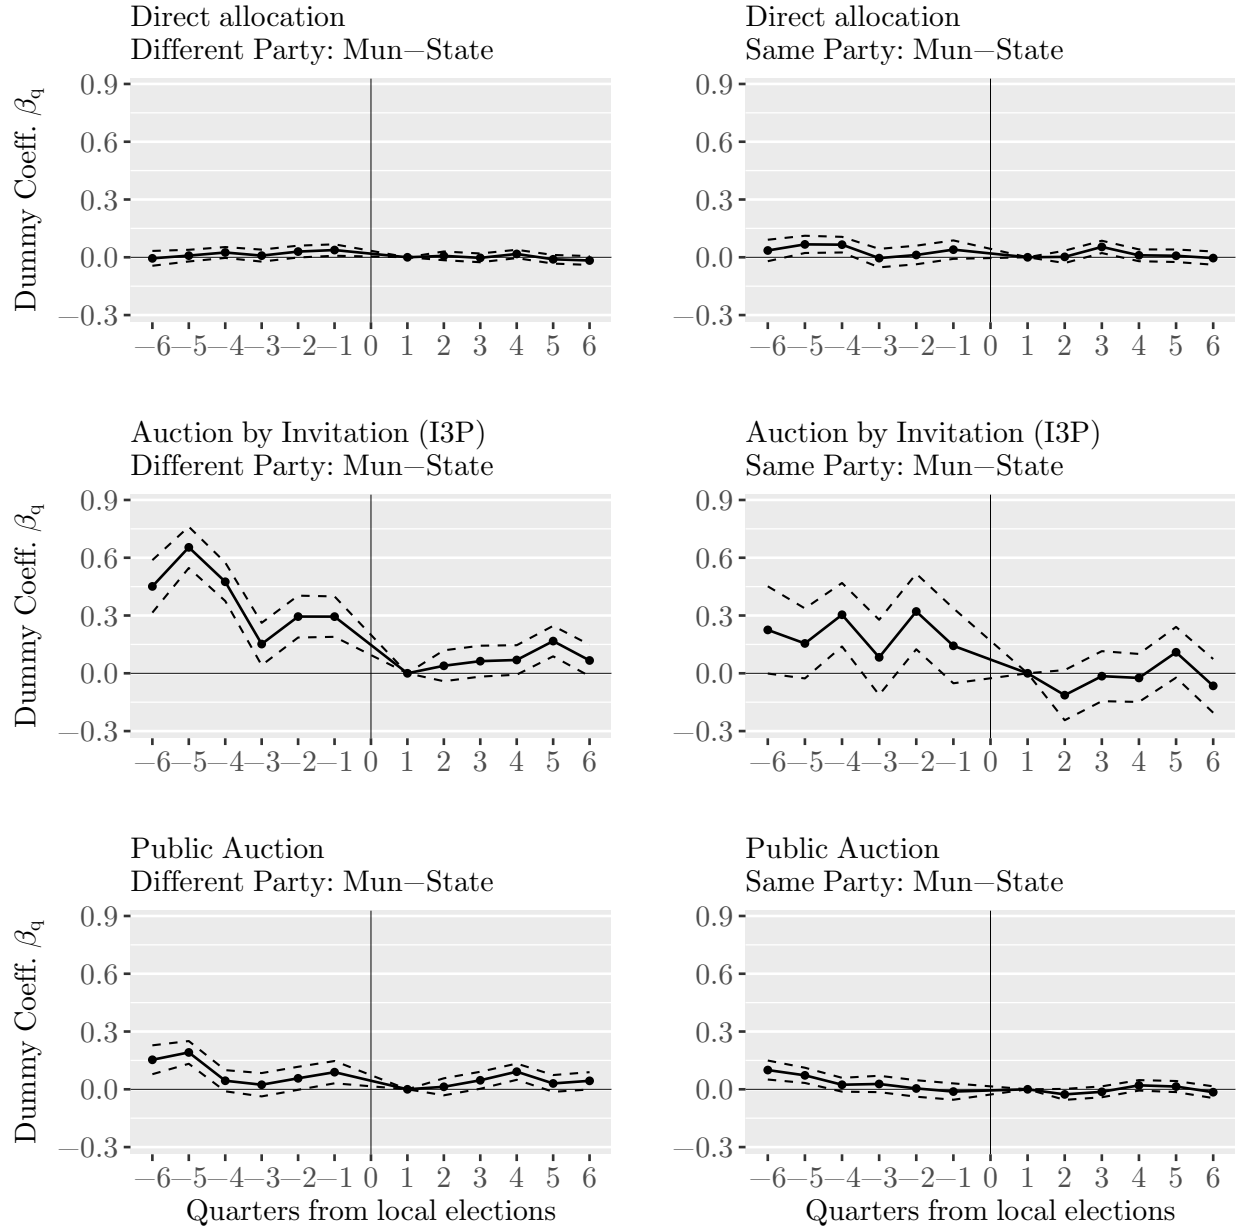 Direct allocation
Different Party: Mun−State
Dummy Coeff. βq
0.9
0.6
0.3
0.0
−0.3
−6 −5 −4 −3 −2 −1 0 1 2 3 4 5 6
Direct allocation
Same Party: Mun−State
0.9
0.6
0.3
0.0
−0.3
−6 −5 −4 −3 −2 −1 0 1 2 3 4 5 6
Auction by Invitation (I3P)
Different Party: Mun−State
Dummy Coeff. βq
0.9
0.6
0.3
0.0
−0.3
−6 −5 −4 −3 −2 −1 0 1 2 3 4 5 6
Auction by Invitation (I3P)
Same Party: Mun−State
0.9
0.6
0.3
0.0
−0.3
−6 −5 −4 −3 −2 −1 0 1 2 3 4 5 6
Public Auction
Different Party: Mun−State
Dummy Coeff. βq
0.9
0.6
0.3
0.0
−0.3
−6 −5 −4 −3 −2 −1 0 1 2 3 4 5 6
Quarters from local elections
Public Auction
Same Party: Mun−State
0.9
0.6
0.3
0.0
−0.3
−6 −5 −4 −3 −2 −1 0 1 2 3 4 5 6
Quarters from local elections